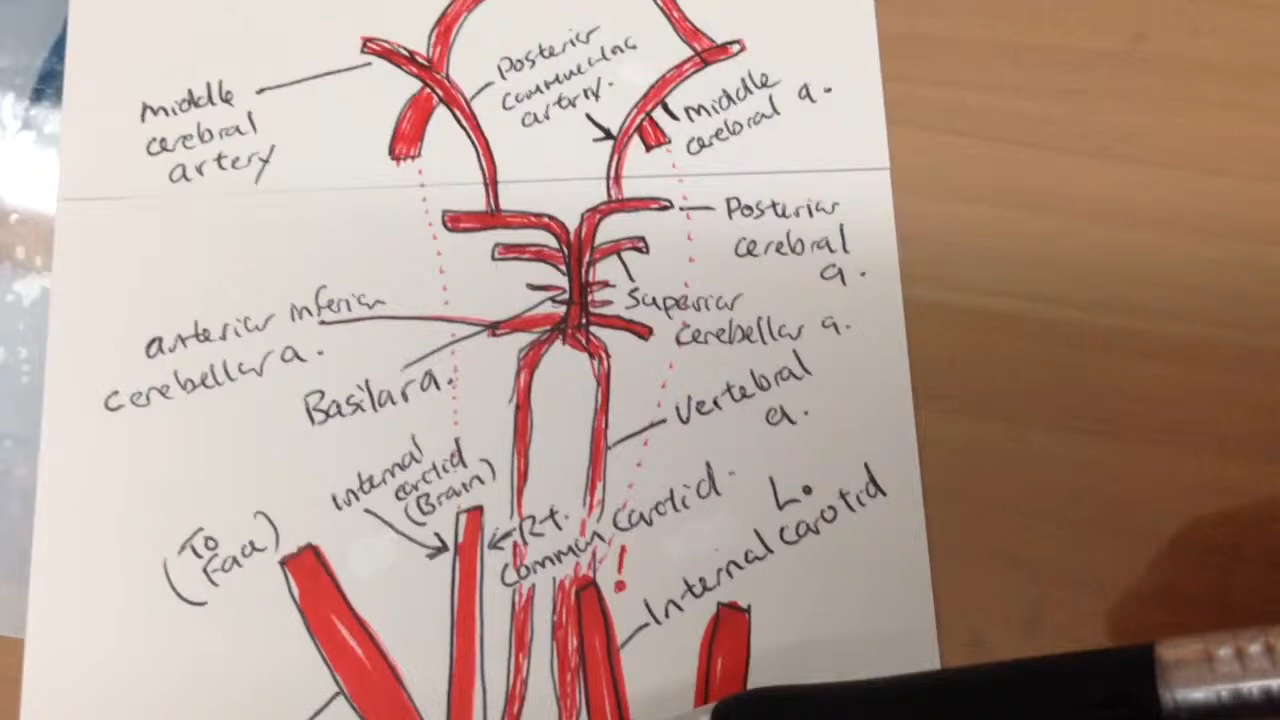 Middle
cerebral
artery
Posterior
communicating
artery.
Middle
cerebral a.
Posterior
cerebral
a.
Superior
cerebellar a.
anterior inferior
cerebellar a.
Basilar a.
Vertebral
a.
Internal
carotid
(Brain)
(To
Face)
Rt.
common carotid.
L.
Internal carotid
!